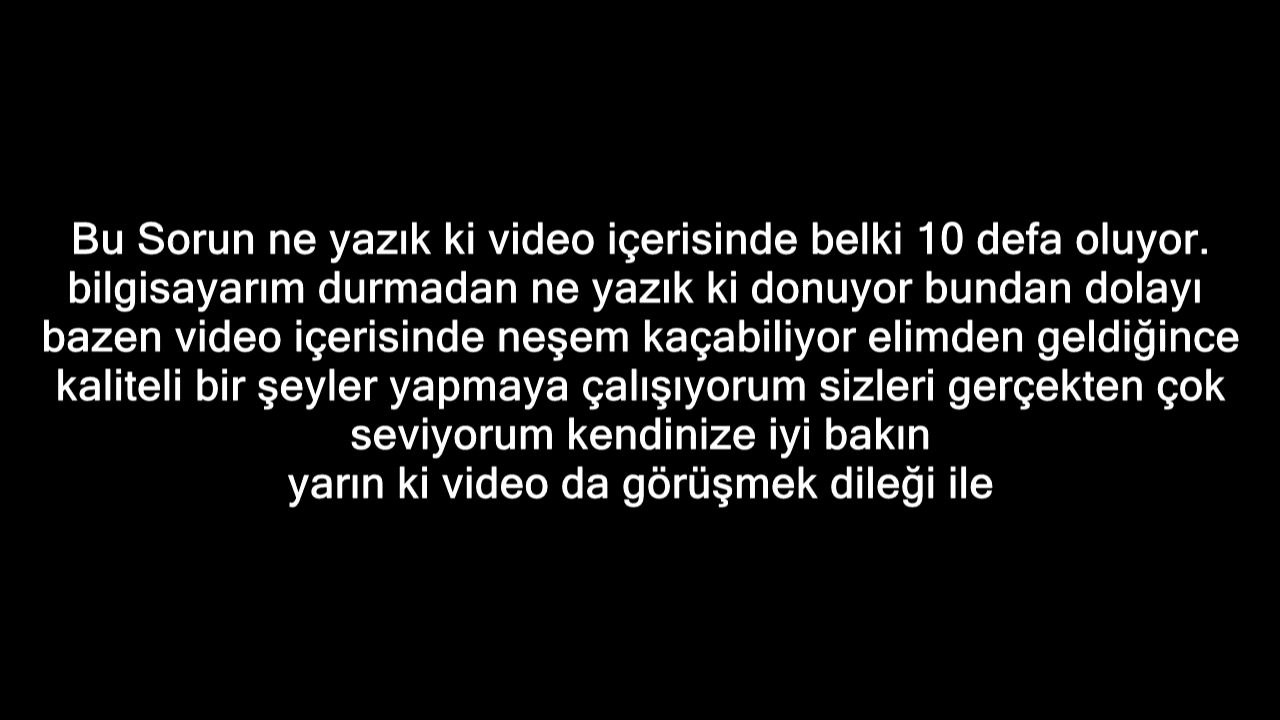 Bu Sorun ne yazık ki video içerisinde belki 10 defa oluyor.
bilgisayarım durmadan ne yazık ki donuyor bundan dolayı
bazen video içerisinde neşem kaçabiliyor elimden geldiğince
kaliteli bir şeyler yapmaya çalışıyorum sizleri gerçekten çok
seviyorum kendinize iyi bakın
yarın ki video da görüşmek dileği ile